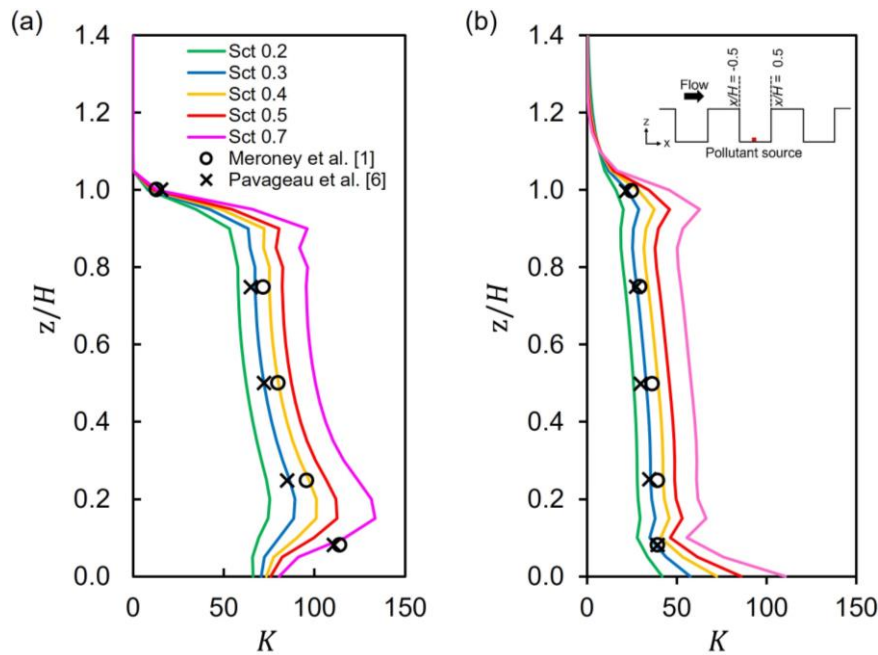 (a)
1.4
1.2
1.0
0.8
0.6
0.4
0.2
0.0
z/H
0
50
100
150
K
Sct 0.2
Sct 0.3
Sct 0.4
Sct 0.5
Sct 0.7
Meroney et al. [1]
Pavageau et al. [6]
(b)
1.4
1.2
1.0
0.8
0.6
0.4
0.2
0.0
z/H
0
50
100
150
K
Flow
x/H = -0.5
x/H = 0.5
z
x
Pollutant source